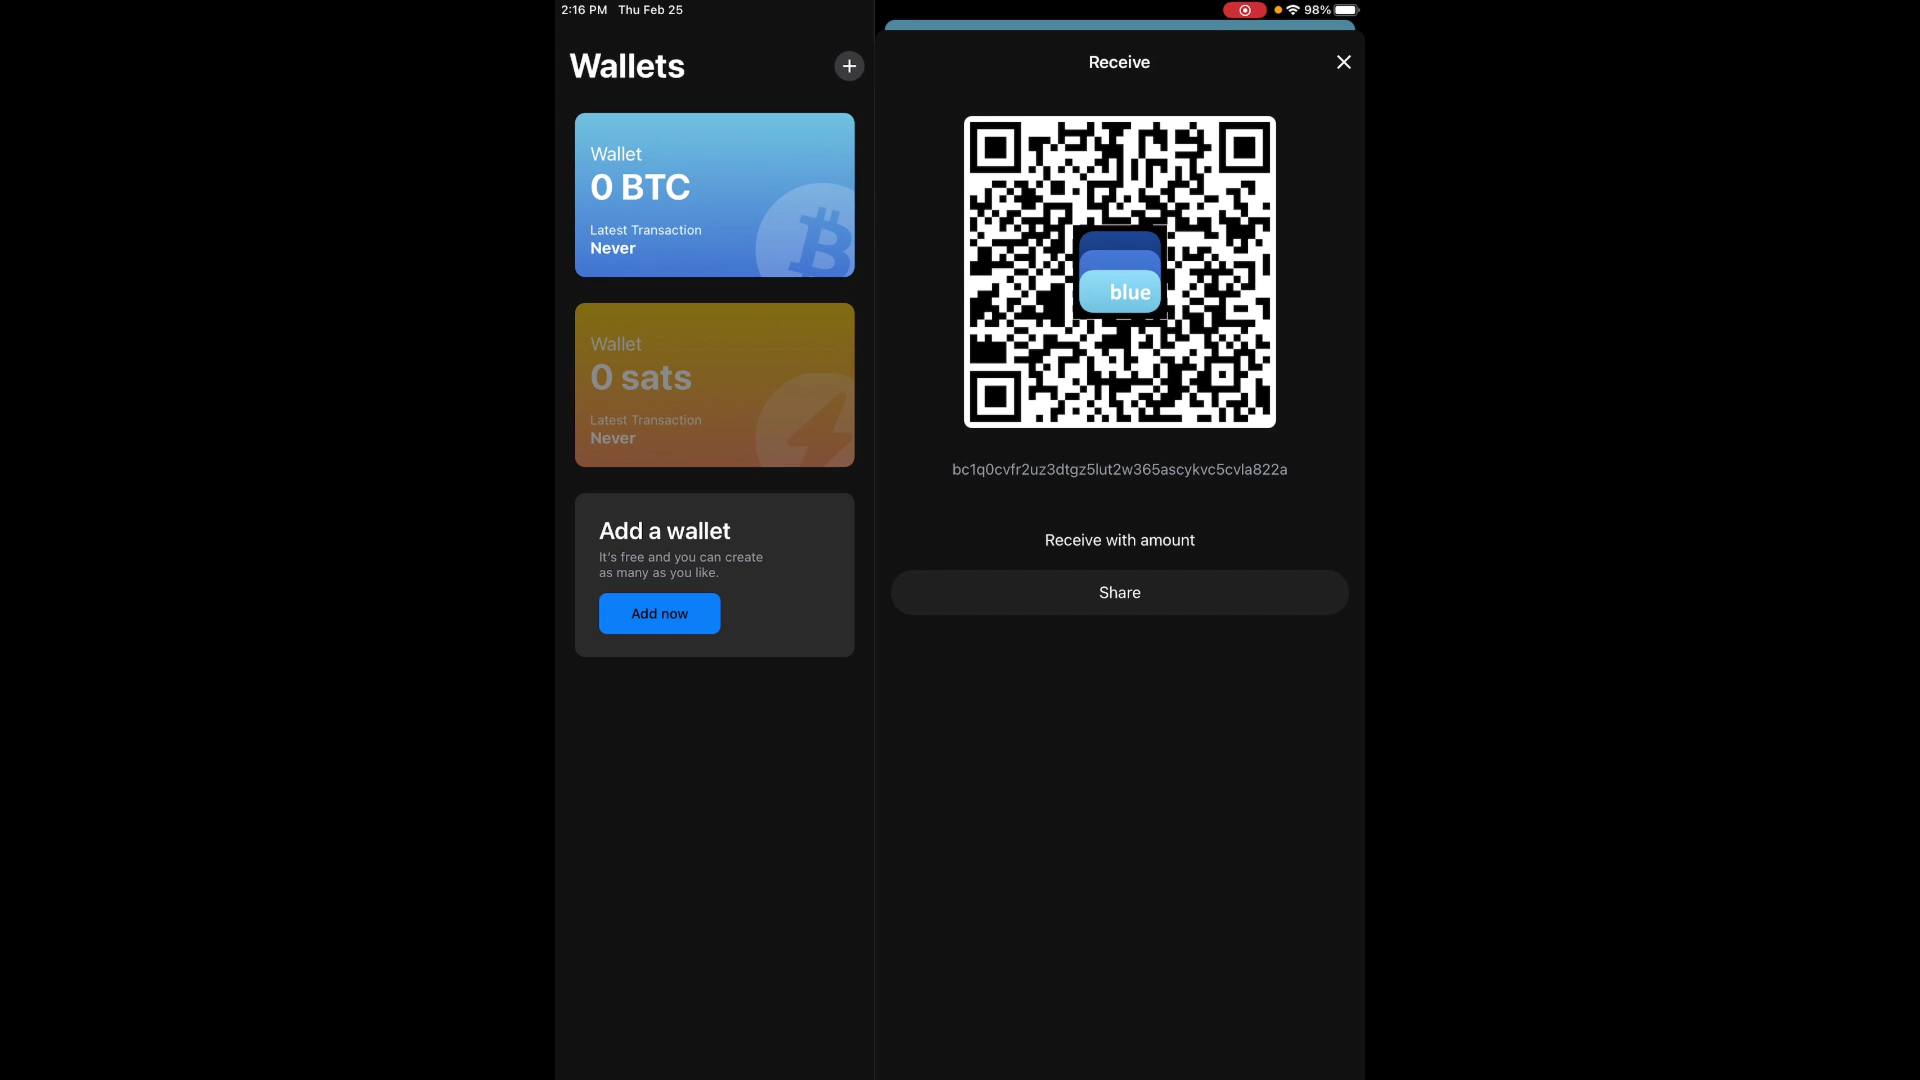 2:16 PM Thu Feb 25
98%
Wallets
Wallet
0 BTC
Latest Transaction
Never
Wallet
0 sats
Latest Transaction
Never
Add a wallet
It's free and you can create
as many as you like.
Add now
Receive
blue
bc1q0cvfr2uz3dtgz5lut2w365ascykvc5cvla822a
Receive with amount
Share